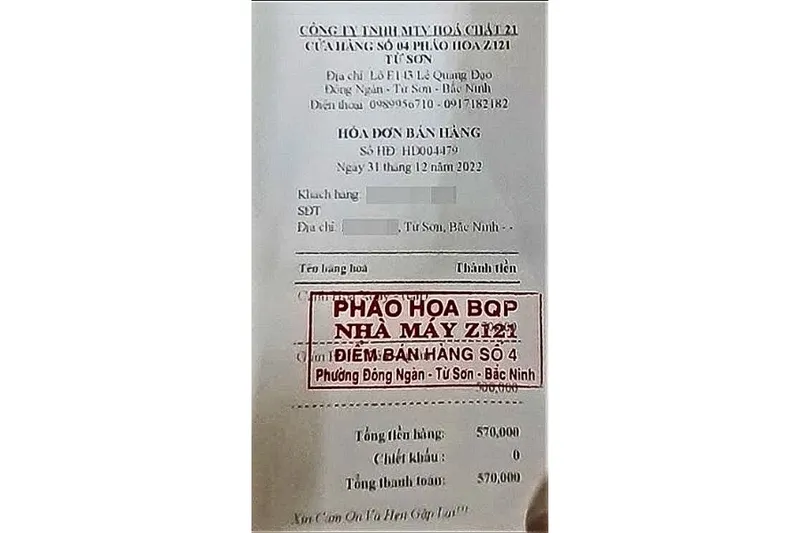 CÔNG TY TNHH MTV HOÁ CHẤT 21
CỬA HÀNG SỐ 04 PHÁO HOA Z121
TỪ SƠN
Địa chỉ: Lô E1 43 Lê Quang Đạo
Đông Ngàn - Từ Sơn - Bắc Ninh
Điện thoại: 0989956710 - 0917182182
HÓA ĐƠN BÁN HÀNG
Số HĐ: HD004479
Ngày 31 tháng 12 năm 2022
Khách hàng:
SĐT
Địa chỉ: , Từ Sơn, Bắc Ninh - -
Tên hàng hoá Thành tiền
PHÁO HOA BQP
NHÀ MÁY Z121
ĐIỂM BÁN HÀNG SỐ 4
Phường Đông Ngàn - Từ Sơn - Bắc Ninh
500,000
Tổng tiền hàng: 570,000
Chiết khấu : 0
Tổng thanh toán: 570,000
Xin Cảm Ơn Và Hẹn Gặp Lại!!!